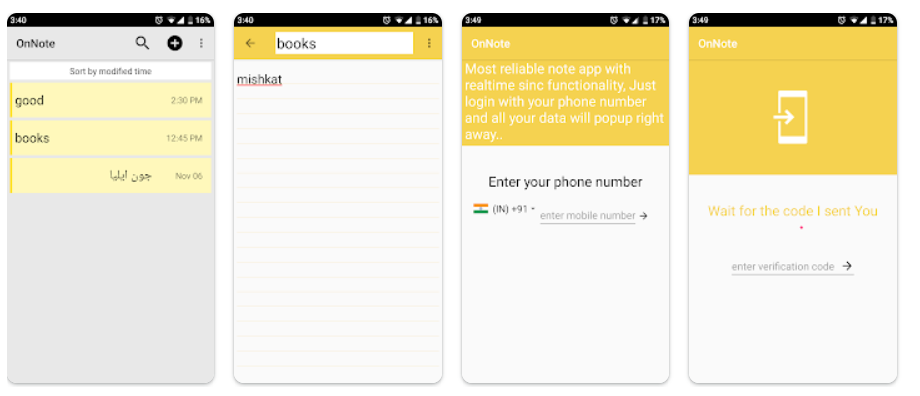 3:40
16%
OnNote
Sort by modified time
good
2:30 PM
books
12:45 PM
جون ایلیا
Nov 06
3:40
16%
books
mishkat
3:49
17%
OnNote
Most reliable note app with
realtime sinc functionality, Just
login with your phone number
and all your data will popup right
away..
Enter your phone number
(IN) +91
enter mobile number
3:49
17%
OnNote
Wait for the code I sent You
enter verification code